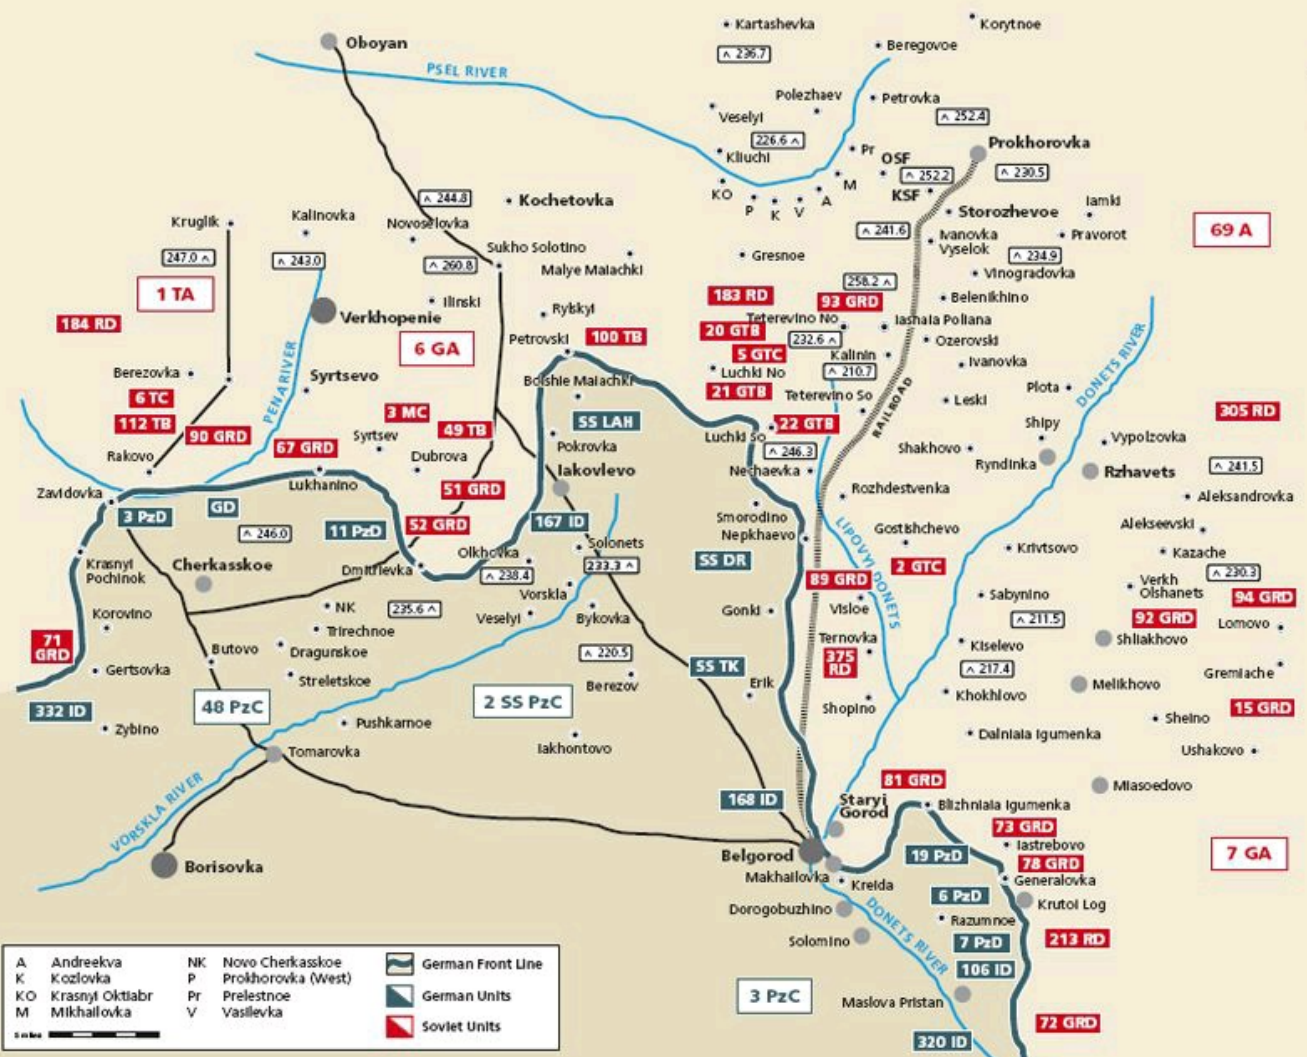 Kartashevka
Korytnoe
Oboyan
236.7
Beregovoe
PSEL RIVER
Polezhaev
Petrovka
Veselyi
252.4
226.6
Prokhorovka
Kliuchi
Pr
OSF
252.2
230.5
KO
M
KSF
P
K
V
A
244.8
Kochetovka
Storozhevoe
Iamki
Kruglik
Kalinovka
Novoselovka
241.6
Ivanovka
Vyselok
Pravorot
69 A
247.0
243.0
260.8
Sukho Solotino
Malye Maiachki
Gresnoe
234.9
Vinogradovka
258.2
1 TA
Ilinski
183 RD
93 GRD
Belenikhino
184 RD
Verkhopenie
Rylskyi
Teterevino No
Iasnaia Poliana
6 GA
Petrovski
100 TB
20 GTB
232.6
Ozerovski
5 GTC
Kalinin
Ivanovka
Berezovka
PENA RIVER
Syrtsevo
Bolshie Maiachki
Luchki No
210.7
DONETS RIVER
6 TC
21 GTB
Teterevino So
Plota
Leski
RAILROAD
112 TB
3 MC
SS LAH
22 GTB
305 RD
90 GRD
67 GRD
Syrtsev
49 TB
Luchki So
Shipy
Vypolzovka
Rakovo
Dubrova
Pokrovka
246.3
Shakhovo
Ryndinka
Iakovlevo
Nechaevka
Rzhavets
241.5
Zavidovka
Lukhanino
51 GRD
Rozhdestvenka
Aleksandrovka
GD
3 PzD
11 PzD
52 GRD
167 ID
Smorodino
Nepkhaevo
LIPOVYI DONETS
Gostishchevo
Alekseevski
246.0
Olkhovka
Solonets
Krivtsovo
Kazache
Krasnyi
Pochinok
Cherkasskoe
Dmitrievka
238.4
233.3
SS DR
2 GTC
230.3
89 GRD
Verkh
Olshanets
Vorskla
Sabynino
94 GRD
Korovino
NK
235.6
Veselyi
Bykovka
Gonki
Visloe
211.5
92 GRD
Lomovo
Trirechnoe
Ternovka
71
GRD
Butovo
Dragunskoe
220.5
375
RD
Kiselevo
Shliakhovo
Gertsovka
Streletskoe
SS TK
217.4
Gremiache
Berezov
Erik
Khokhlovo
Melikhovo
332 ID
48 PzC
2 SS PzC
Shopino
15 GRD
Zybino
Pushkarnoe
Sheino
Iakhontovo
Dalniaia Igumenka
Tomarovka
Ushakovo
VORSKLA RIVER
81 GRD
Miasoedovo
168 ID
Staryi
Gorod
Blizhniaia Igumenka
73 GRD
Iastrebovo
Belgorod
19 PzD
78 GRD
7 GA
Borisovka
Makhailovka
Kreida
Generalovka
6 PzD
Krutoi Log
Dorogobuzhino
DONETS RIVER
Razumnoe
Solomino
7 PzD
213 RD
106 ID
3 PzC
Maslova Pristan
72 GRD
320 ID
A Andreekva
K Kozlovka
KO Krasnyi Oktiabr
M Mikhailovka
NK Novo Cherkasskoe
P Prokhorovka (West)
Pr Prelestnoe
V Vasilevka
German Front Line
German Units
Soviet Units